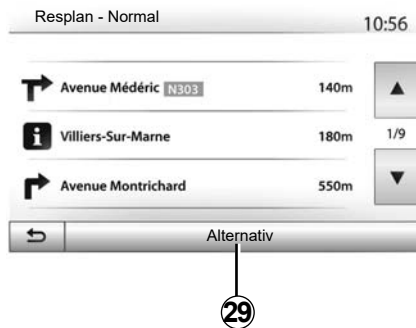 Resplan - Normal
10:56
Avenue Médéric N303 140m
Villiers-Sur-Marne 180m
1/9
Avenue Montrichard 550m
Alternativ
29